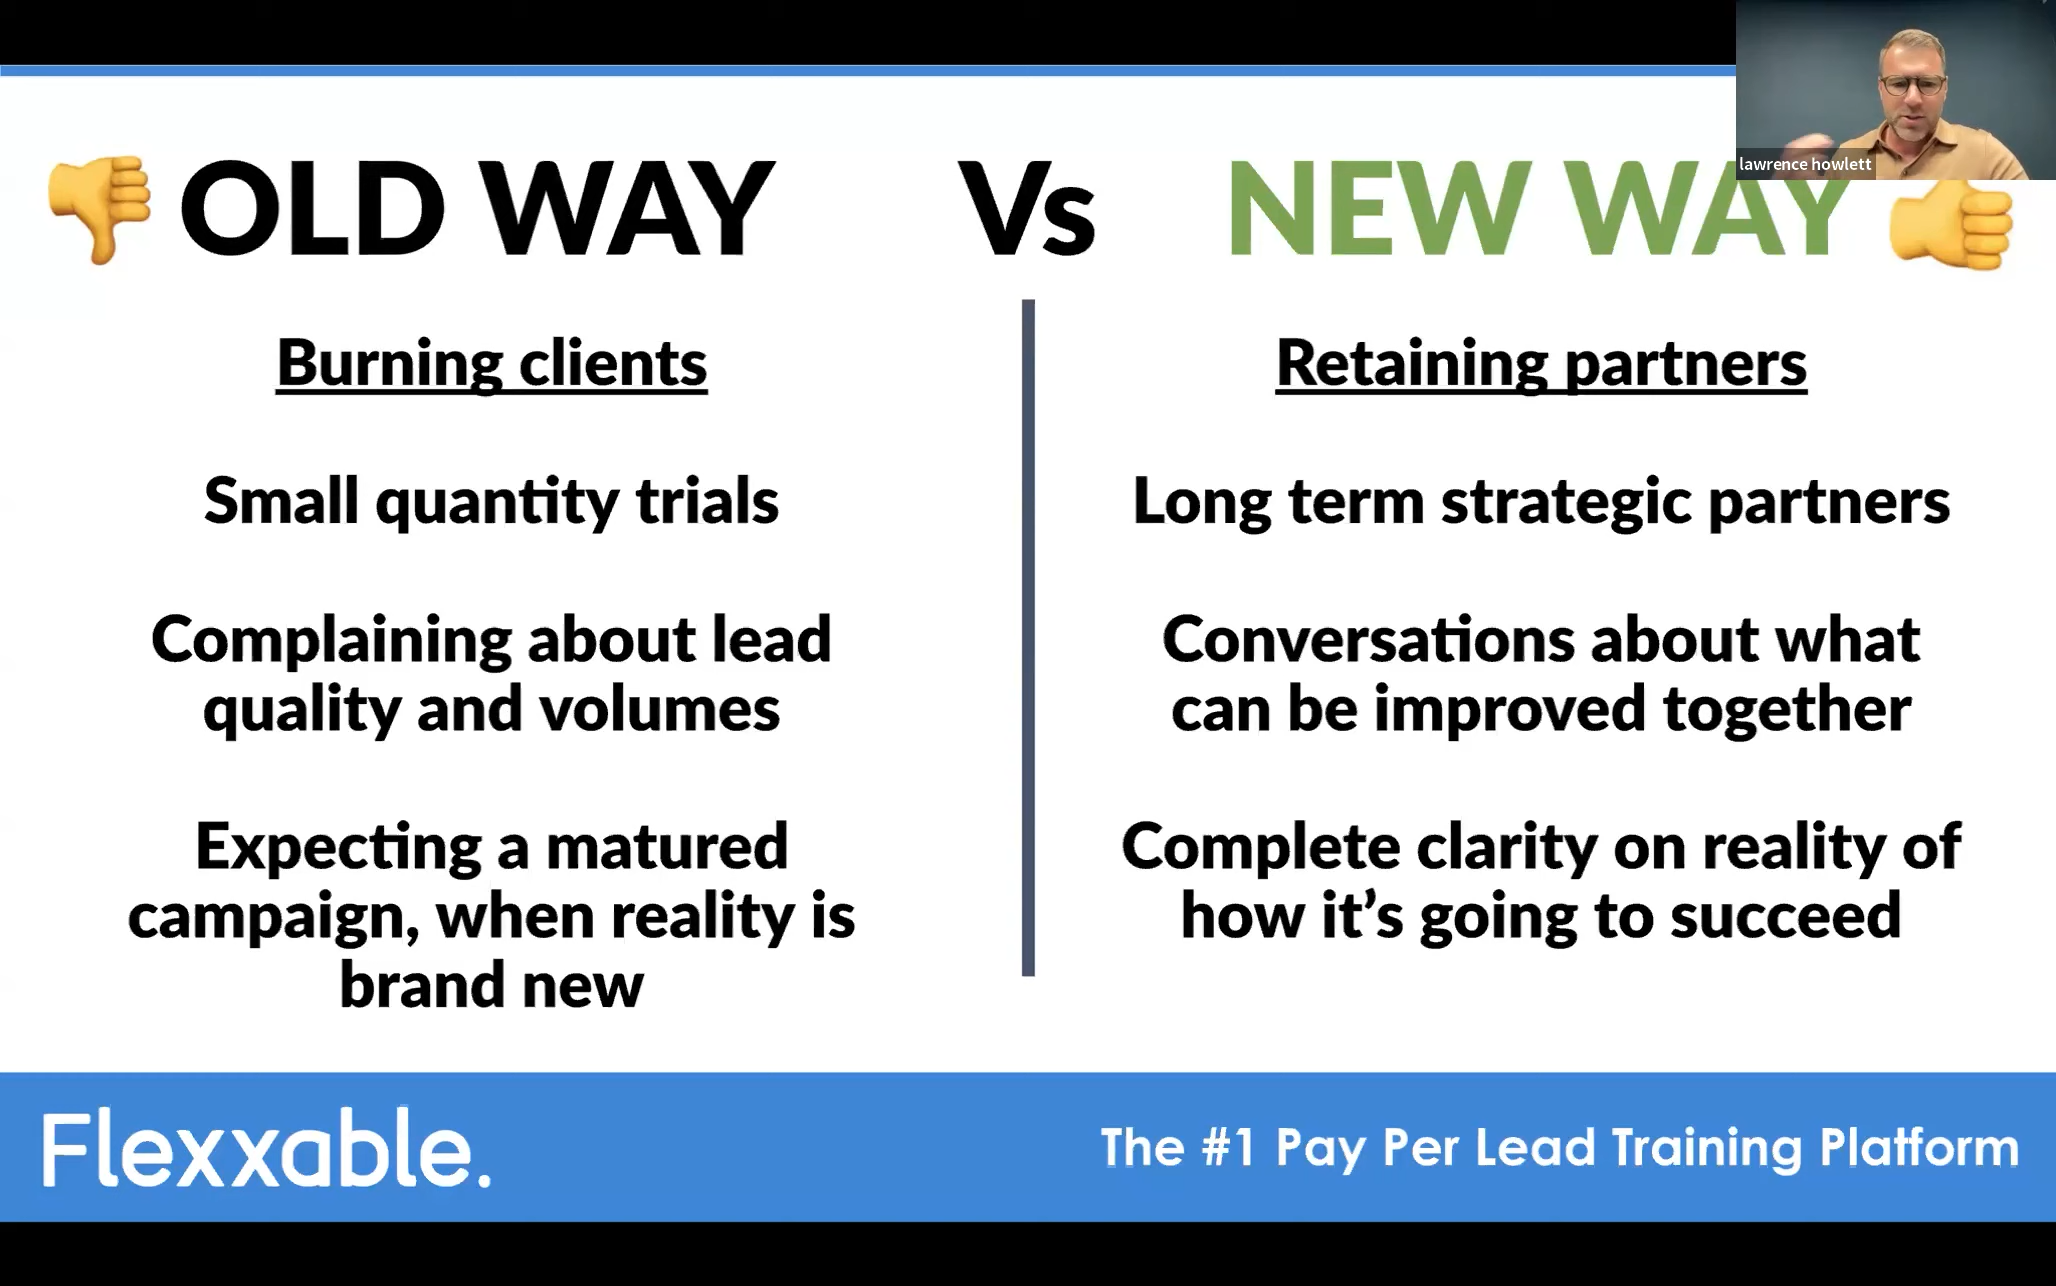 lawrence howlett
OLD WAY Vs NEW WAY
Burning clients
Small quantity trials
Complaining about lead
quality and volumes
Expecting a matured
campaign, when reality is
brand new
Retaining partners
Long term strategic partners
Conversations about what
can be improved together
Complete clarity on reality of
how it’s going to succeed
Flexxable.
The #1 Pay Per Lead Training Platform